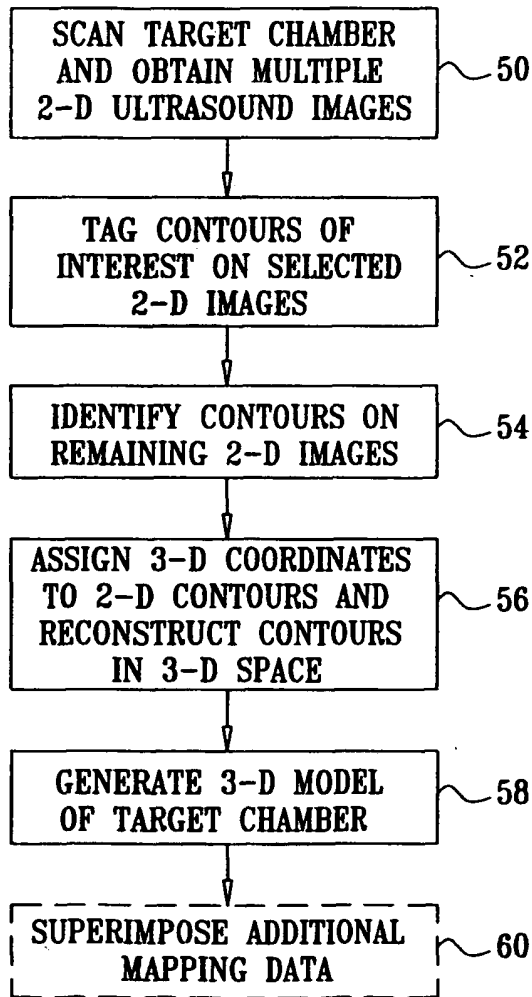 SCAN TARGET CHAMBER
AND OBTAIN MULTIPLE
2-D ULTRASOUND IMAGES
50
TAG CONTOURS OF
INTEREST ON SELECTED
2-D IMAGES
52
IDENTIFY CONTOURS ON
REMAINING 2-D IMAGES
54
ASSIGN 3-D COORDINATES
TO 2-D CONTOURS AND
RECONSTRUCT CONTOURS
IN 3-D SPACE
56
GENERATE 3-D MODEL
OF TARGET CHAMBER
58
SUPERIMPOSE ADDITIONAL
MAPPING DATA
60